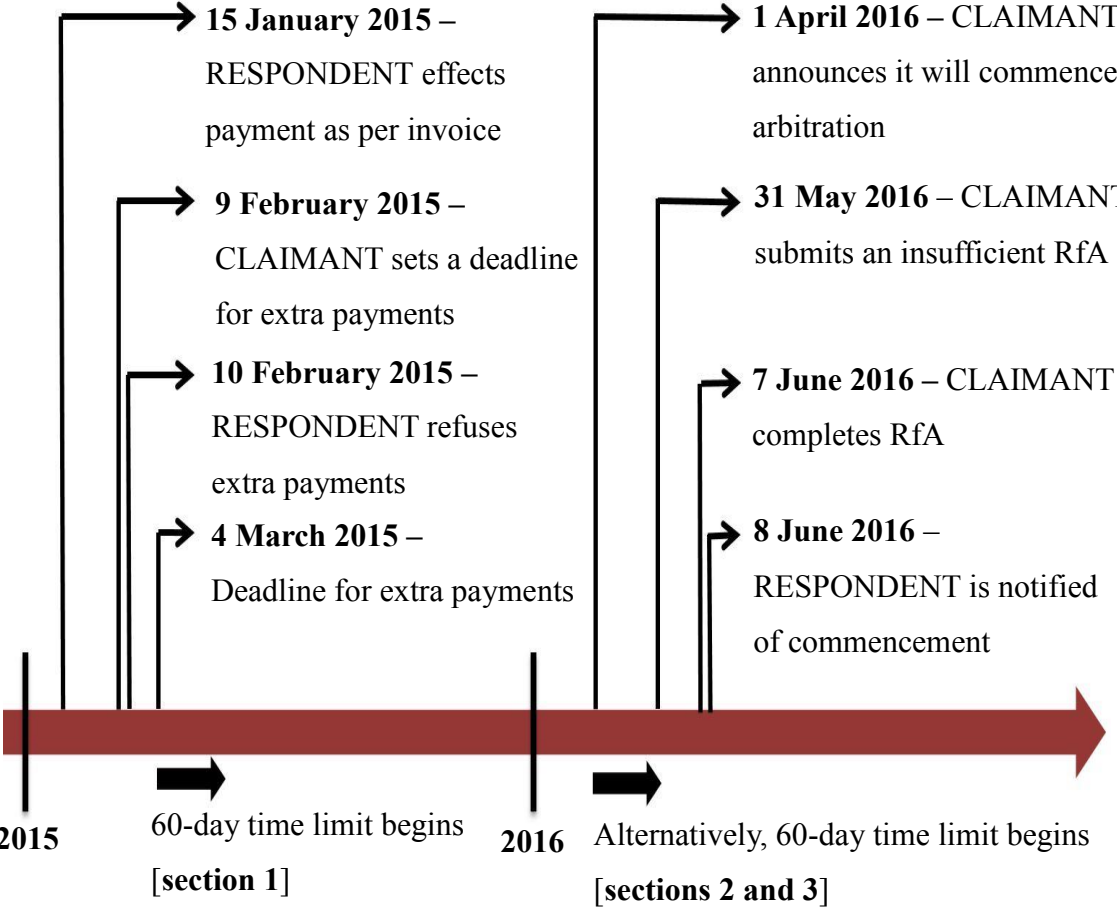 15 January 2015 –
RESPONDENT effects
payment as per invoice
9 February 2015 –
CLAIMANT sets a deadline
for extra payments
10 February 2015 –
RESPONDENT refuses
extra payments
4 March 2015 –
Deadline for extra payments
1 April 2016 – CLAIMANT
announces it will commence
arbitration
31 May 2016 – CLAIMANT
submits an insufficient RfA
7 June 2016 – CLAIMANT
completes RfA
8 June 2016 –
RESPONDENT is notified
of commencement
2015
60-day time limit begins
[section 1]
2016
Alternatively, 60-day time limit begins
[sections 2 and 3]